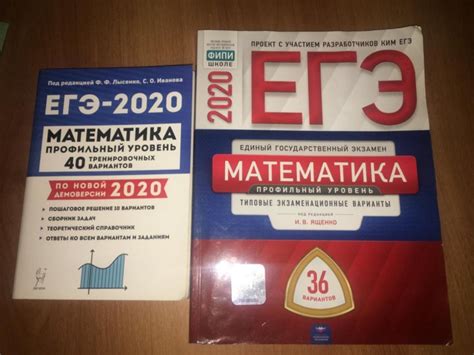 Под редакцией Ф. Ф. Лысенко, С. О. Иванова
ЕГЭ-2020
МАТЕМАТИКА
ПРОФИЛЬНЫЙ УРОВЕНЬ
40 ТРЕНИРОВОЧНЫХ
ВАРИАНТОВ
ПО НОВОЙ
ДЕМОВЕРСИИ 2020
• ПОШАГОВОЕ РЕШЕНИЕ 10 ВАРИАНТОВ
• СБОРНИК ЗАДАЧ
• ТЕОРЕТИЧЕСКИЙ СПРАВОЧНИК
• ОТВЕТЫ КО ВСЕМ ВАРИАНТАМ И ЗАДАНИЯМ
ФИПИ
ШКОЛЕ
ПРОЕКТ С УЧАСТИЕМ РАЗРАБОТЧИКОВ КИМ ЕГЭ
2020
ЕГЭ
ЕДИНЫЙ ГОСУДАРСТВЕННЫЙ ЭКЗАМЕН
МАТЕМАТИКА
ПРОФИЛЬНЫЙ УРОВЕНЬ
ТИПОВЫЕ ЭКЗАМЕНАЦИОННЫЕ ВАРИАНТЫ
ПОД РЕДАКЦИЕЙ
И. В. ЯЩЕНКО
36
ВАРИАНТОВ